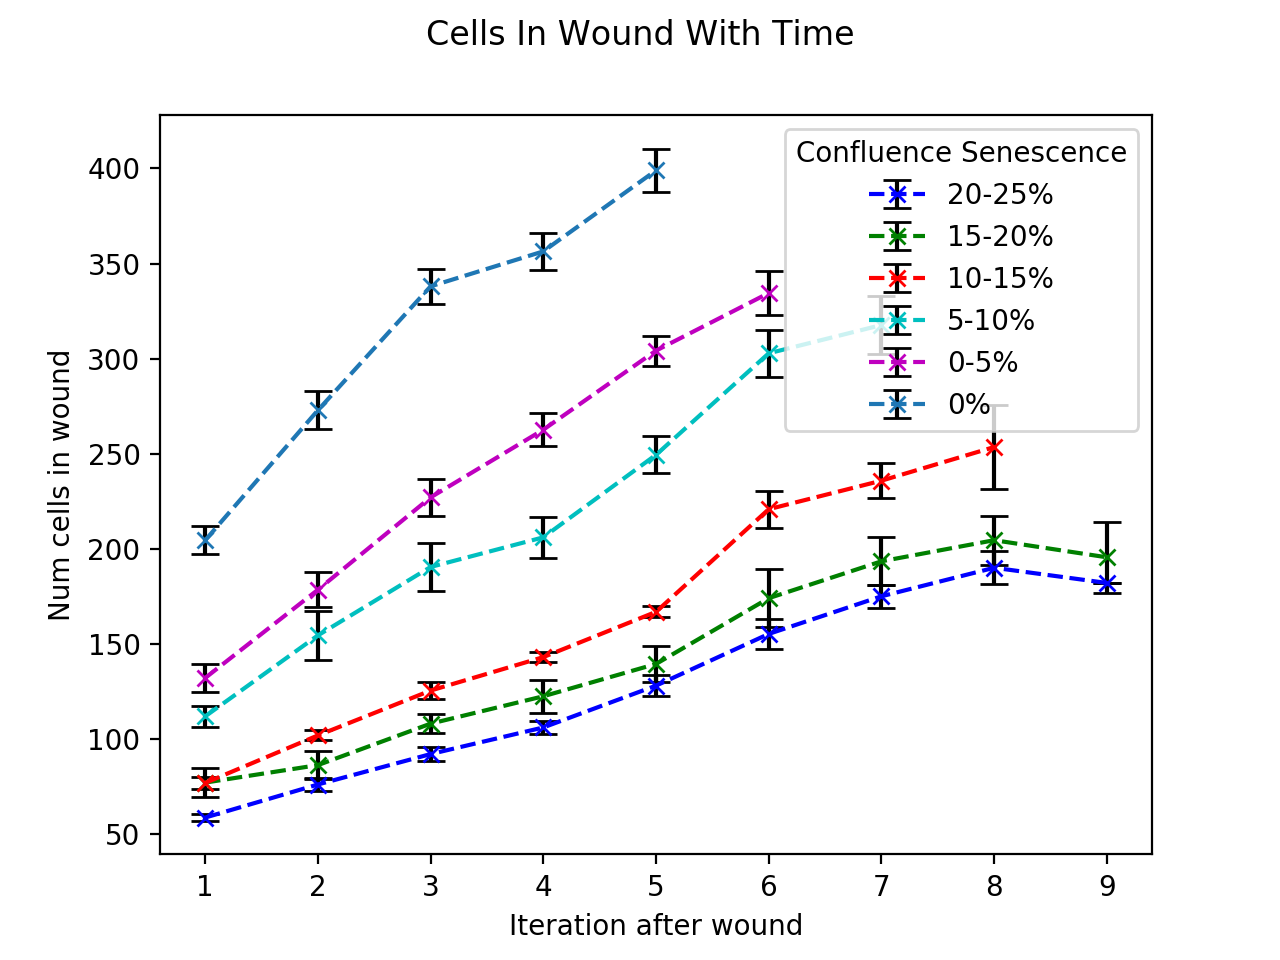 Cells In Wound With Time
Confluence Senescence
20-25%
15-20%
10-15%
5-10%
0-5%
0%
400
350
300
250
200
150
100
50
Num cells in wound
1 2 3 4 5 6 7 8 9
Iteration after wound